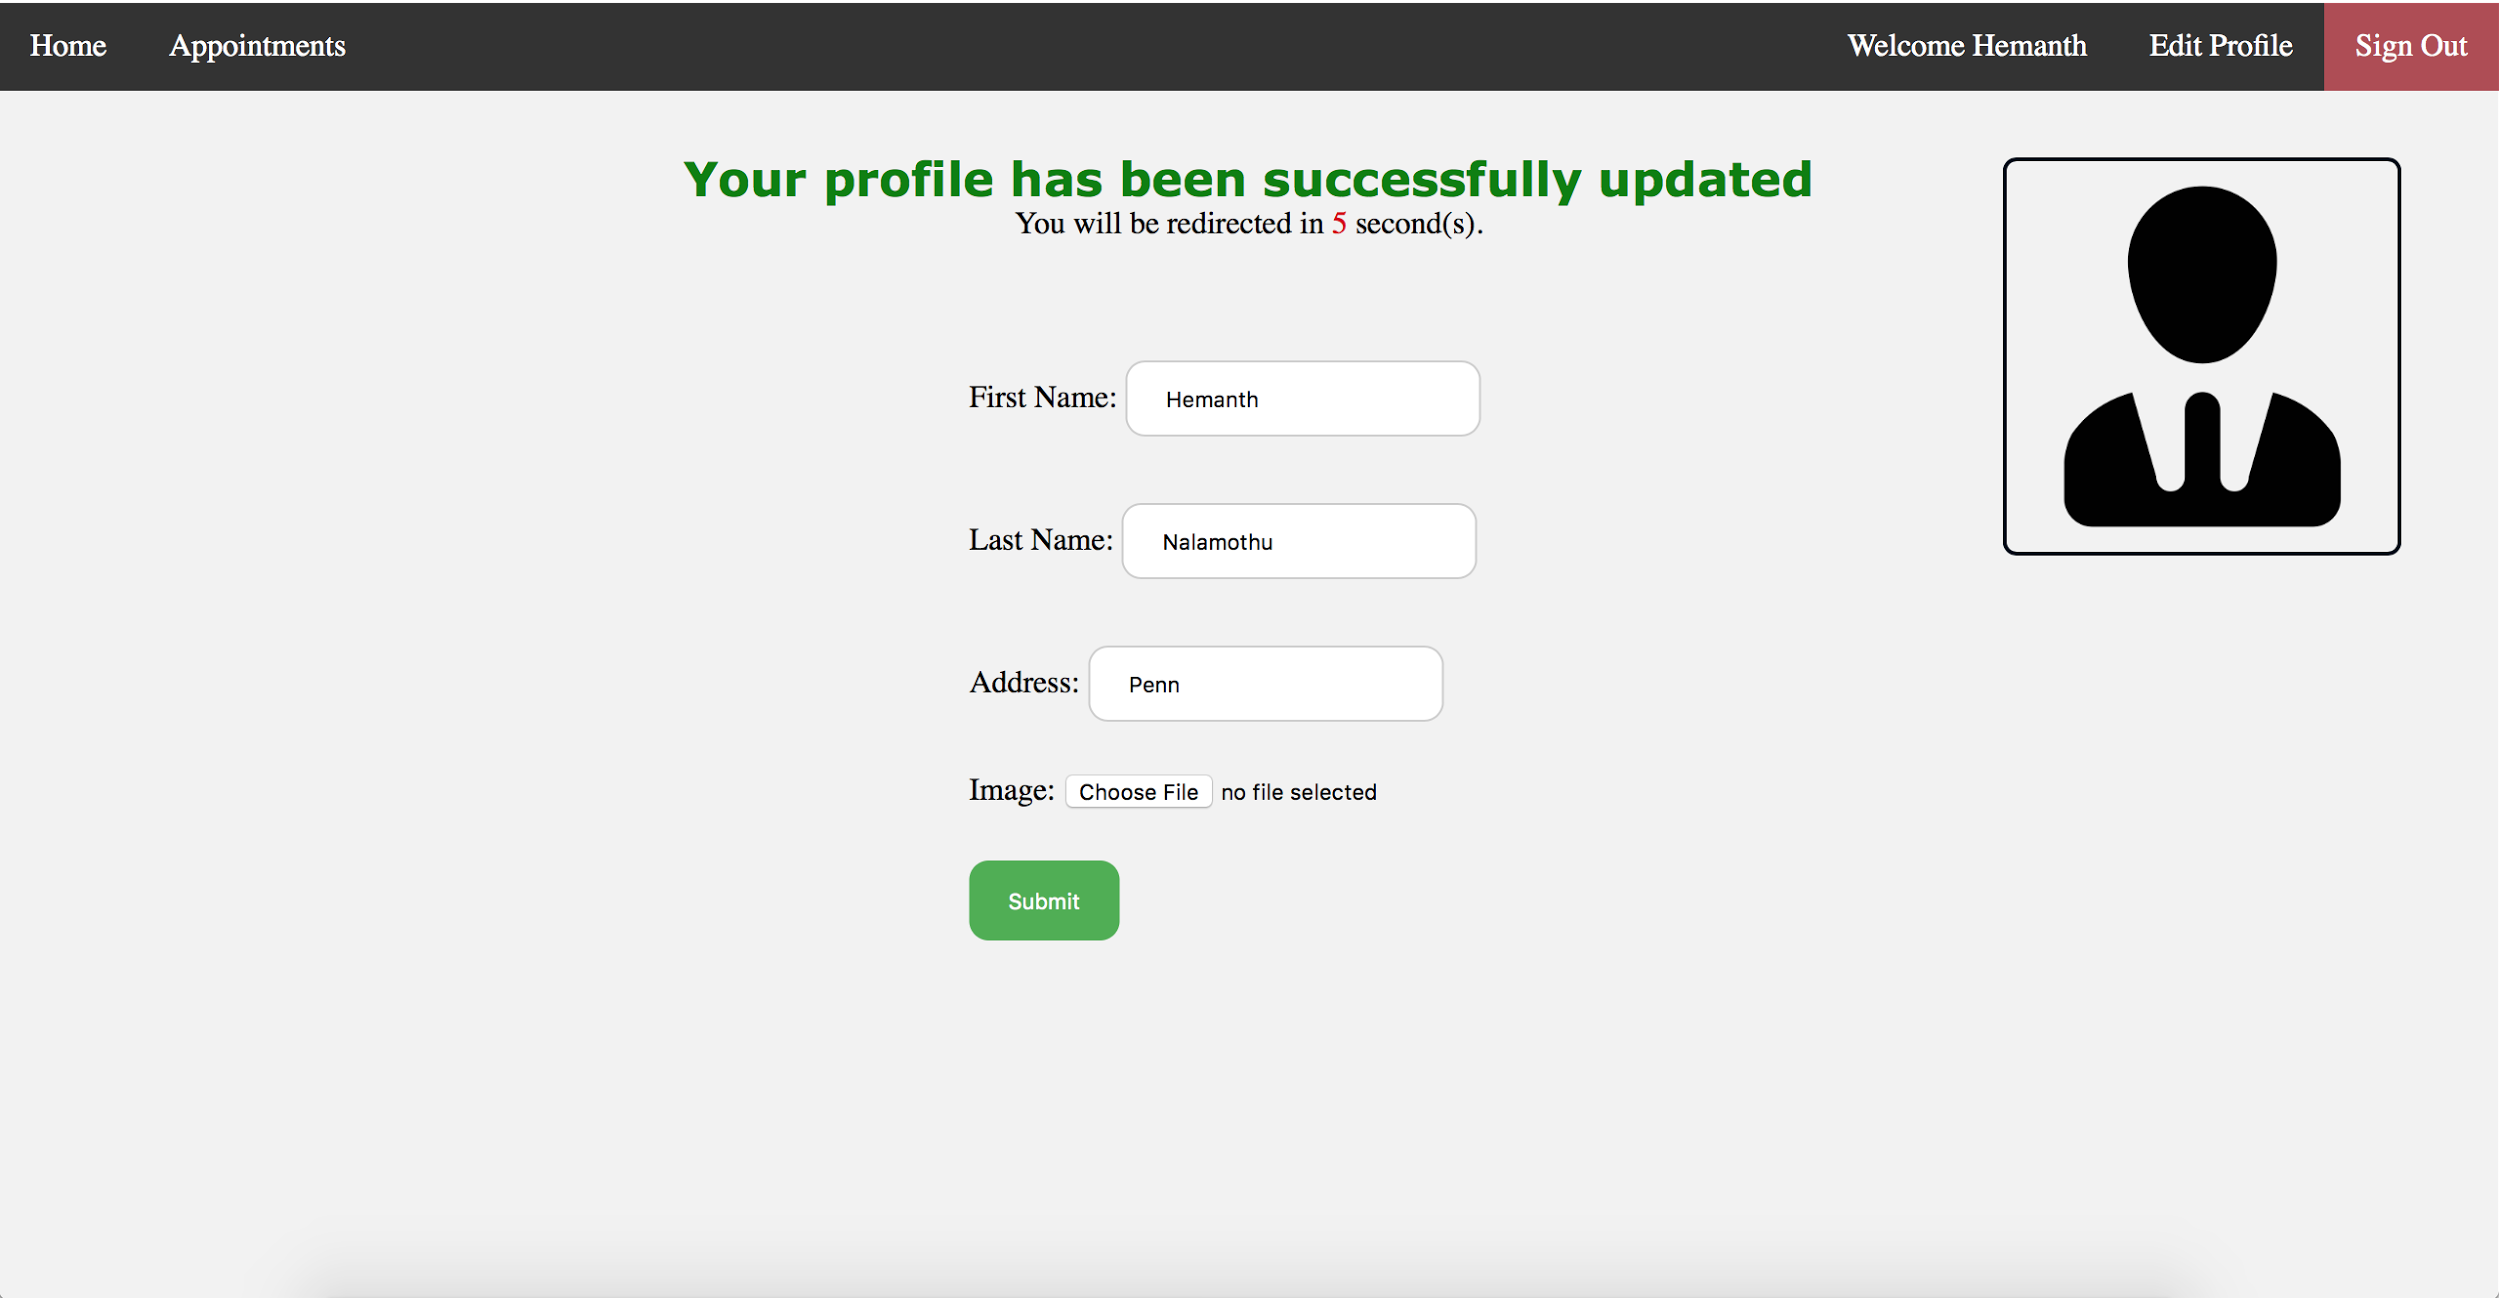 Home Appointments Welcome Hemanth Edit Profile Sign Out
Your profile has been successfully updated
You will be redirected in 5 second(s).
First Name: Hemanth
Last Name: Nalamothu
Address: Penn
Image: Choose File no file selected
Submit